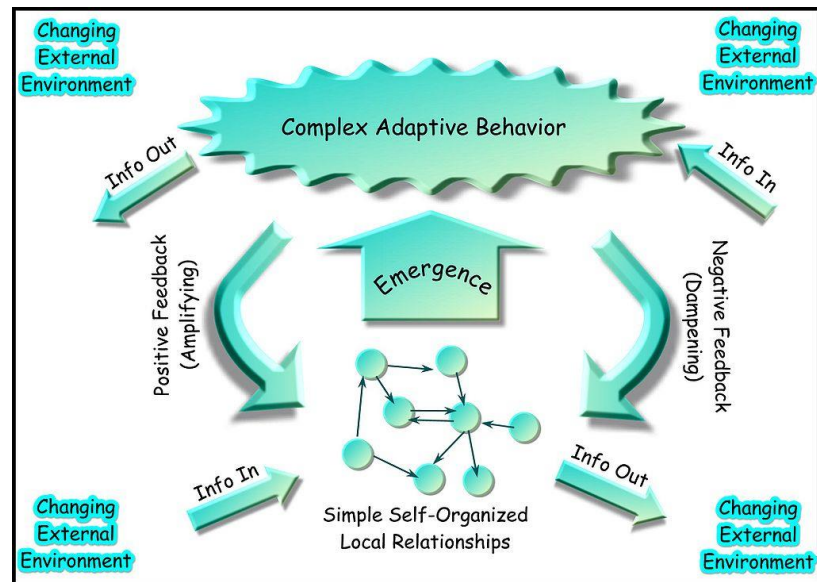 Changing
External
Environment
Changing
External
Environment
Complex Adaptive Behavior
Info Out
Info In
Positive Feedback
(Amplifying)
Emergence
Negative Feedback
(Dampening)
Info In
Info Out
Simple Self-Organized
Local Relationships
Changing
External
Environment
Changing
External
Environment